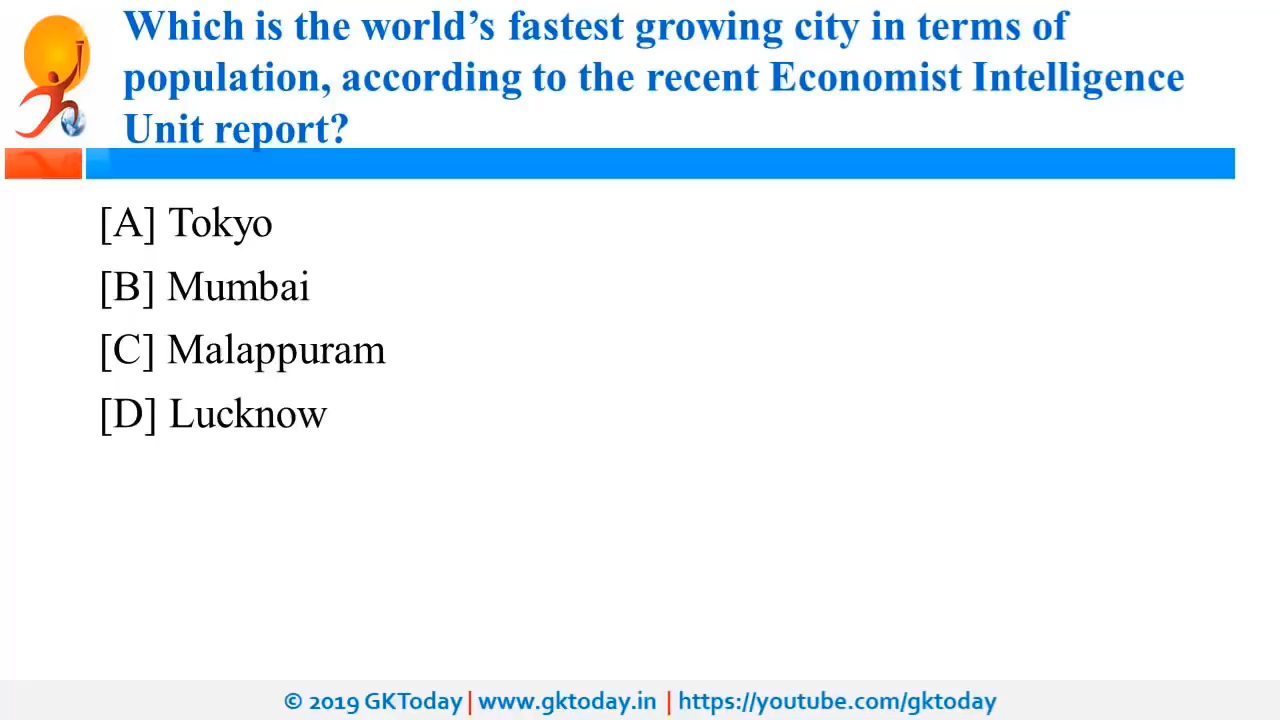 Which is the world’s fastest growing city in terms of
population, according to the recent Economist Intelligence
Unit report?
[A] Tokyo
[B] Mumbai
[C] Malappuram
[D] Lucknow
© 2019 GKToday | www.gktoday.in | https://youtube.com/gktoday